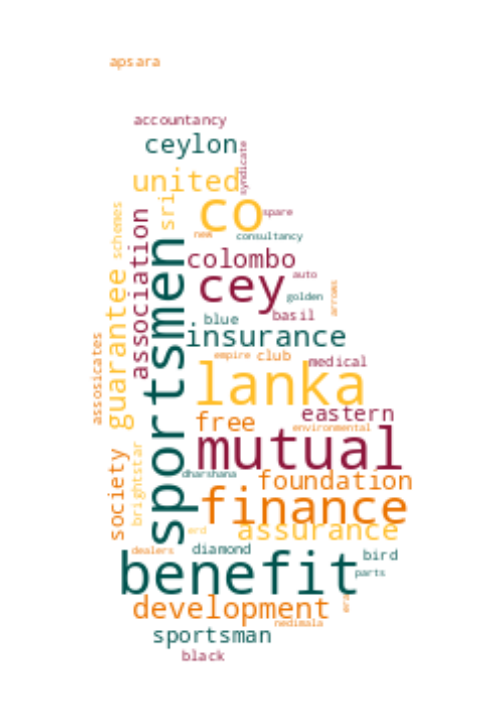 apsara
accountancy
ceylon
syndicate
united
sri
co
spare
schemes
association
new
consultancy
sportsmen
colombo
guarantee
cey
auto
golden
arrows
blue
basil
insurance
assosicates
empire
club
medical
lanka
eastern
free
environmental
mutual
society
brightstar
dharshana
foundation
finance
erd
assurance
dealers
diamond
bird
benefit
parts
development
era
nedimala
sportsman
black